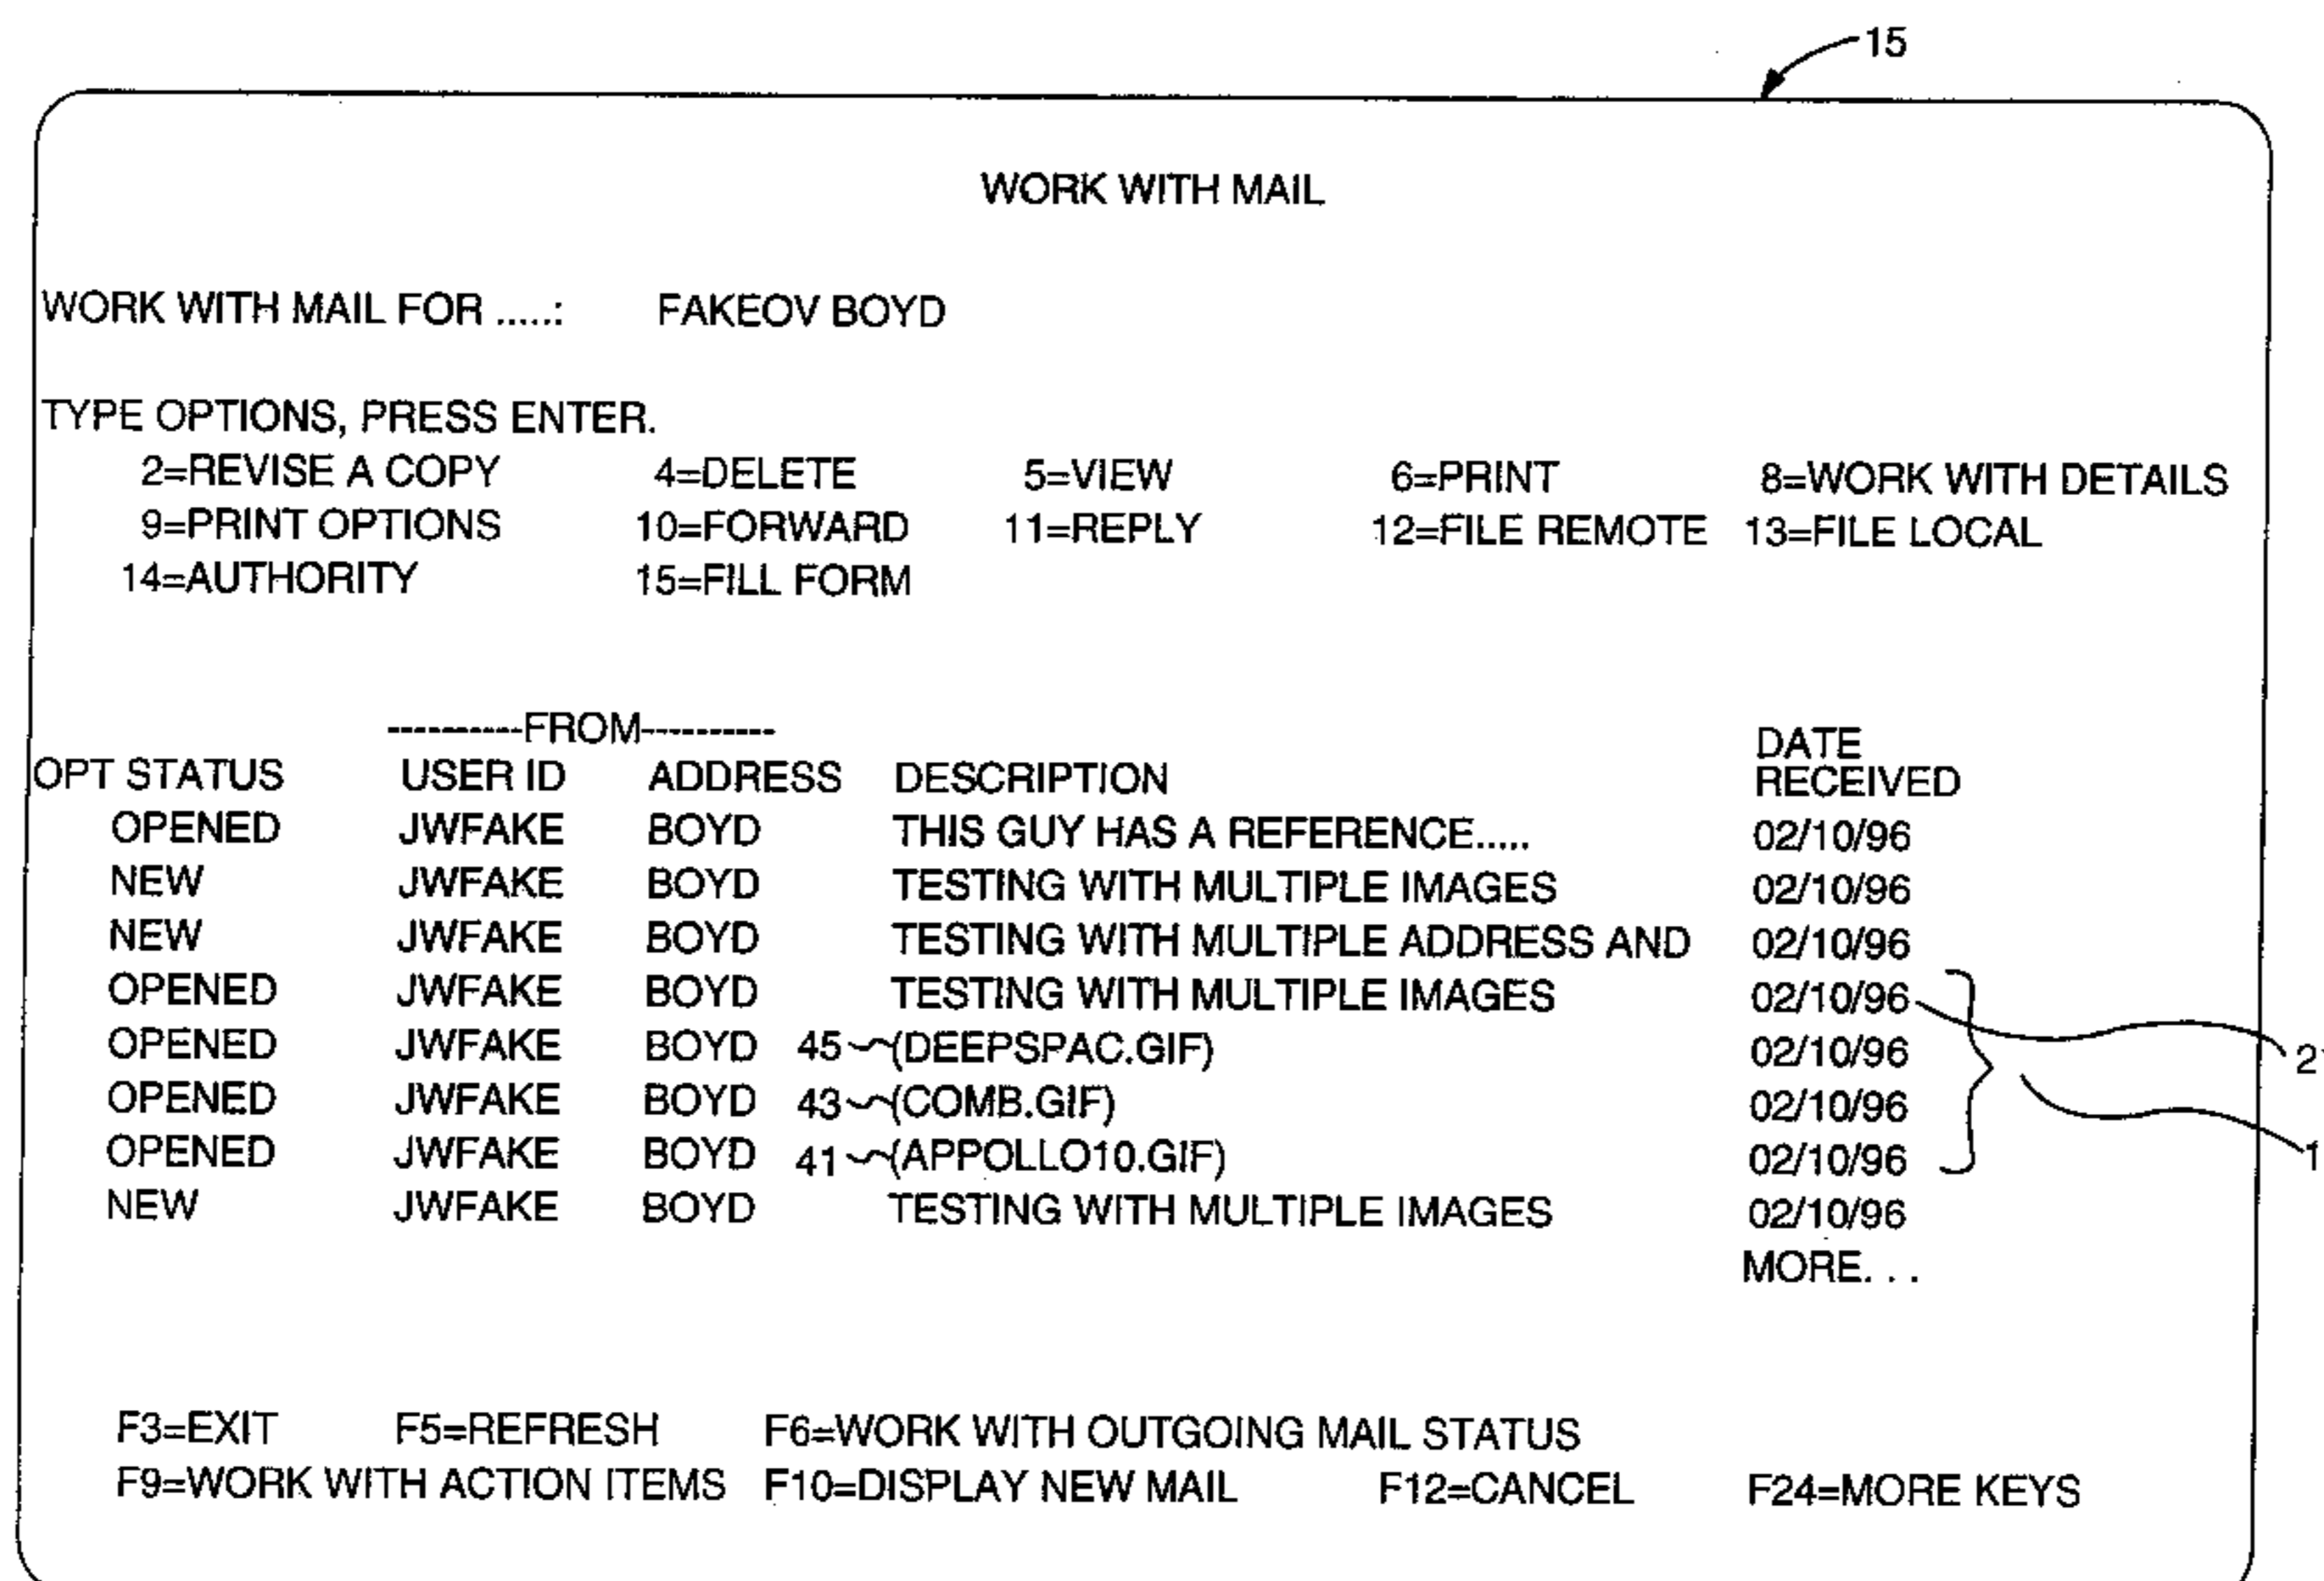 15
WORK WITH MAIL
WORK WITH MAIL FOR .....: FAKEOV BOYD
TYPE OPTIONS, PRESS ENTER.
2=REVISE A COPY 4=DELETE 5=VIEW 6=PRINT 8=WORK WITH DETAILS
9=PRINT OPTIONS 10=FORWARD 11=REPLY 12=FILE REMOTE 13=FILE LOCAL
14=AUTHORITY 15=FILL FORM
----------FROM---------- DATE
OPT STATUS USER ID ADDRESS DESCRIPTION RECEIVED
OPENED JWFAKE BOYD THIS GUY HAS A REFERENCE..... 02/10/96
NEW JWFAKE BOYD TESTING WITH MULTIPLE IMAGES 02/10/96
NEW JWFAKE BOYD TESTING WITH MULTIPLE ADDRESS AND 02/10/96
OPENED JWFAKE BOYD TESTING WITH MULTIPLE IMAGES 02/10/96
OPENED JWFAKE BOYD 45 (DEEPSPAC.GIF) 02/10/96
OPENED JWFAKE BOYD 43 (COMB.GIF) 02/10/96
OPENED JWFAKE BOYD 41 (APPOLLO10.GIF) 02/10/96
NEW JWFAKE BOYD TESTING WITH MULTIPLE IMAGES 02/10/96
MORE. . .
F3=EXIT F5=REFRESH F6=WORK WITH OUTGOING MAIL STATUS
F9=WORK WITH ACTION ITEMS F10=DISPLAY NEW MAIL F12=CANCEL F24=MORE KEYS